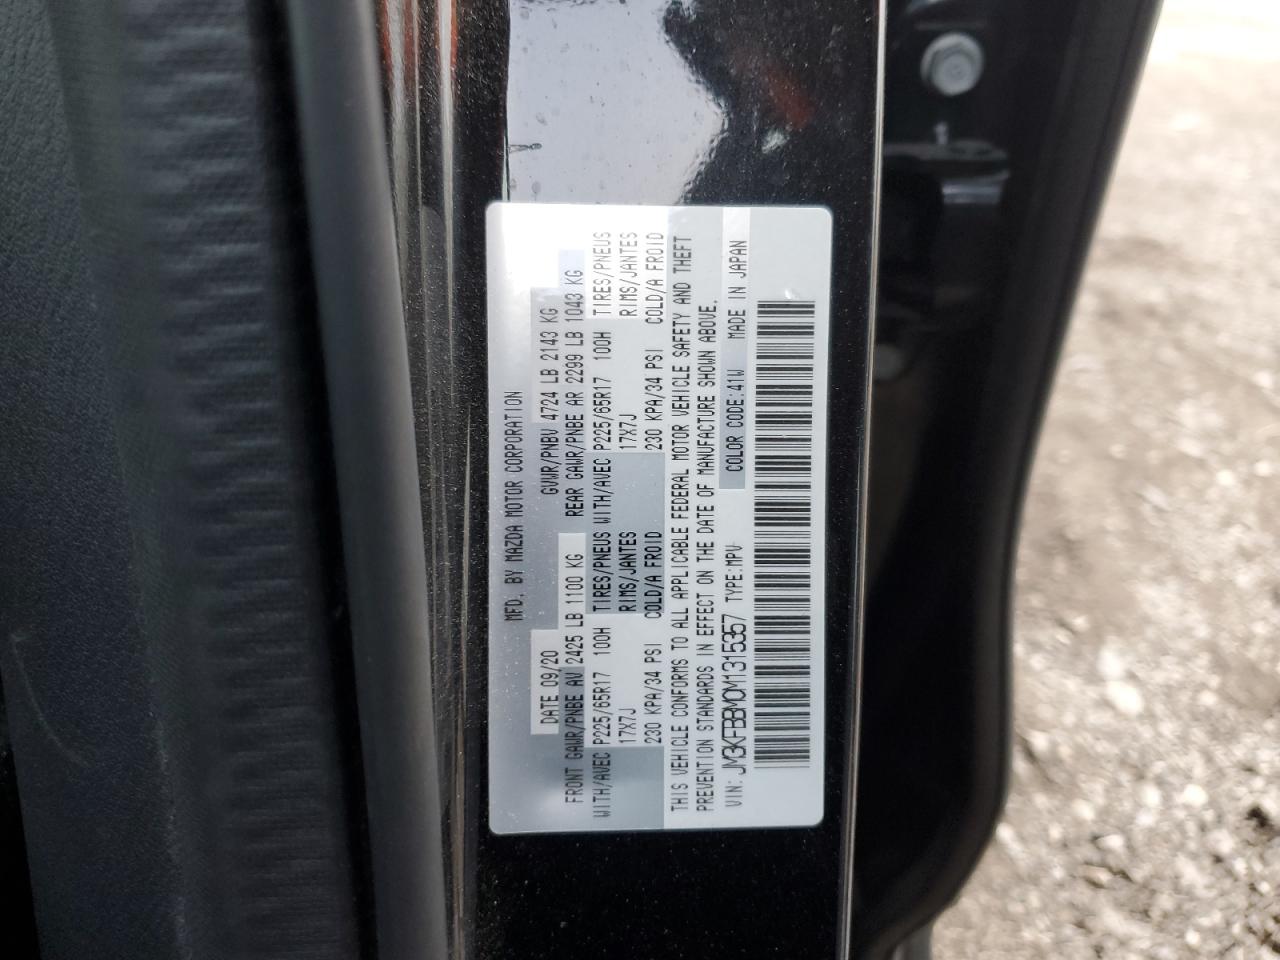 MFD. BY MAZDA MOTOR CORPORATION
DATE 09/20 GVWR/PNBV 4724 LB 2143 KG
FRONT GAWR/PNBE AV 2425 LB 1100 KG REAR GAWR/PNBE AR 2299 LB 1043 KG
WITH/AVEC P225/65R17 100H TIRES/PNEUS WITH/AVEC P225/65R17 100H TIRES/PNEUS
17X7J RIMS/JANTES 17X7J RIMS/JANTES
230 KPA/34 PSI COLD/A FROID 230 KPA/34 PSI COLD/A FROID
THIS VEHICLE CONFORMS TO ALL APPLICABLE FEDERAL MOTOR VEHICLE SAFETY AND THEFT
PREVENTION STANDARDS IN EFFECT ON THE DATE OF MANUFACTURE SHOWN ABOVE.
VIN: JM3KFBBM0M1315357 TYPE:MPV COLOR CODE:41W MADE IN JAPAN